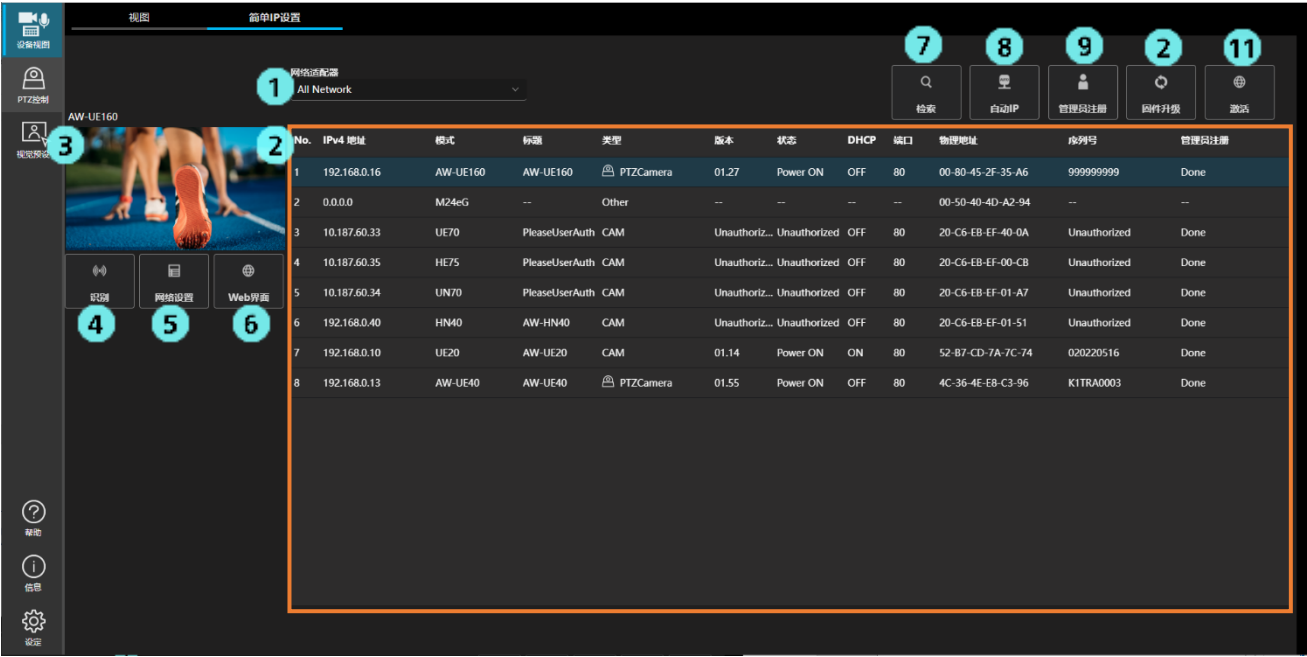 视图 简单IP设置
设备视图
PTZ控制
视觉预设
帮助
信息
设定
1
网络适配器
All Network
7 8 9 2 11
检索 自动IP 管理员注册 固件升级 激活
AW-UE160
3
识别 网络设置 Web界面
4 5 6
2
No. IPv4 地址 模式 标题 类型 版本 状态 DHCP 端口 物理地址 序列号 管理员注册
1 192.168.0.16 AW-UE160 AW-UE160 PTZCamera 01.27 Power ON OFF 80 00-80-45-2F-35-A6 999999999 Done
2 0.0.0.0 M24eG -- Other -- -- -- -- 00-50-40-4D-A2-94 -- --
3 10.187.60.33 UE70 PleaseUserAuth CAM Unauthoriz... Unauthorized OFF 80 20-C6-EB-EF-40-0A Unauthorized Done
4 10.187.60.35 HE75 PleaseUserAuth CAM Unauthoriz... Unauthorized OFF 80 20-C6-EB-EF-00-CB Unauthorized Done
5 10.187.60.34 UN70 PleaseUserAuth CAM Unauthoriz... Unauthorized OFF 80 20-C6-EB-EF-01-A7 Unauthorized Done
6 192.168.0.40 HN40 AW-HN40 CAM Unauthoriz... Unauthorized OFF 80 20-C6-EB-EF-01-51 Unauthorized Done
7 192.168.0.10 UE20 AW-UE20 CAM 01.14 Power ON ON 80 52-B7-CD-7A-7C-74 020220516 Done
8 192.168.0.13 AW-UE40 AW-UE40 PTZCamera 01.55 Power ON OFF 80 4C-36-4E-E8-C3-96 K1TRA0003 Done